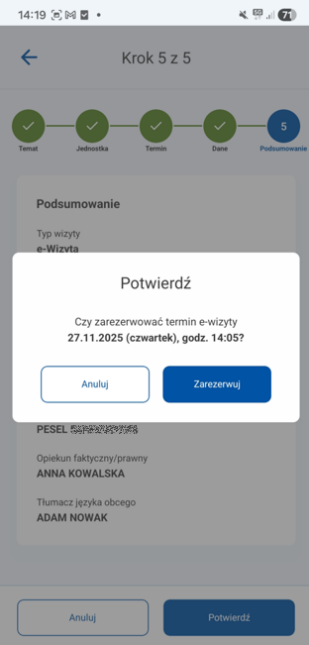 14:19
71
Krok 5 z 5
5
Temat Jednostka Termin Dane Podsumowanie
Podsumowanie
Typ wizyty
e-Wizyta
Potwierdź
Czy zarezerwować termin e-wizyty
27.11.2025 (czwartek), godz. 14:05?
Anuluj Zarezerwuj
PESEL
Opiekun faktyczny/prawny
ANNA KOWALSKA
Tłumacz języka obcego
ADAM NOWAK
Anuluj Potwierdź